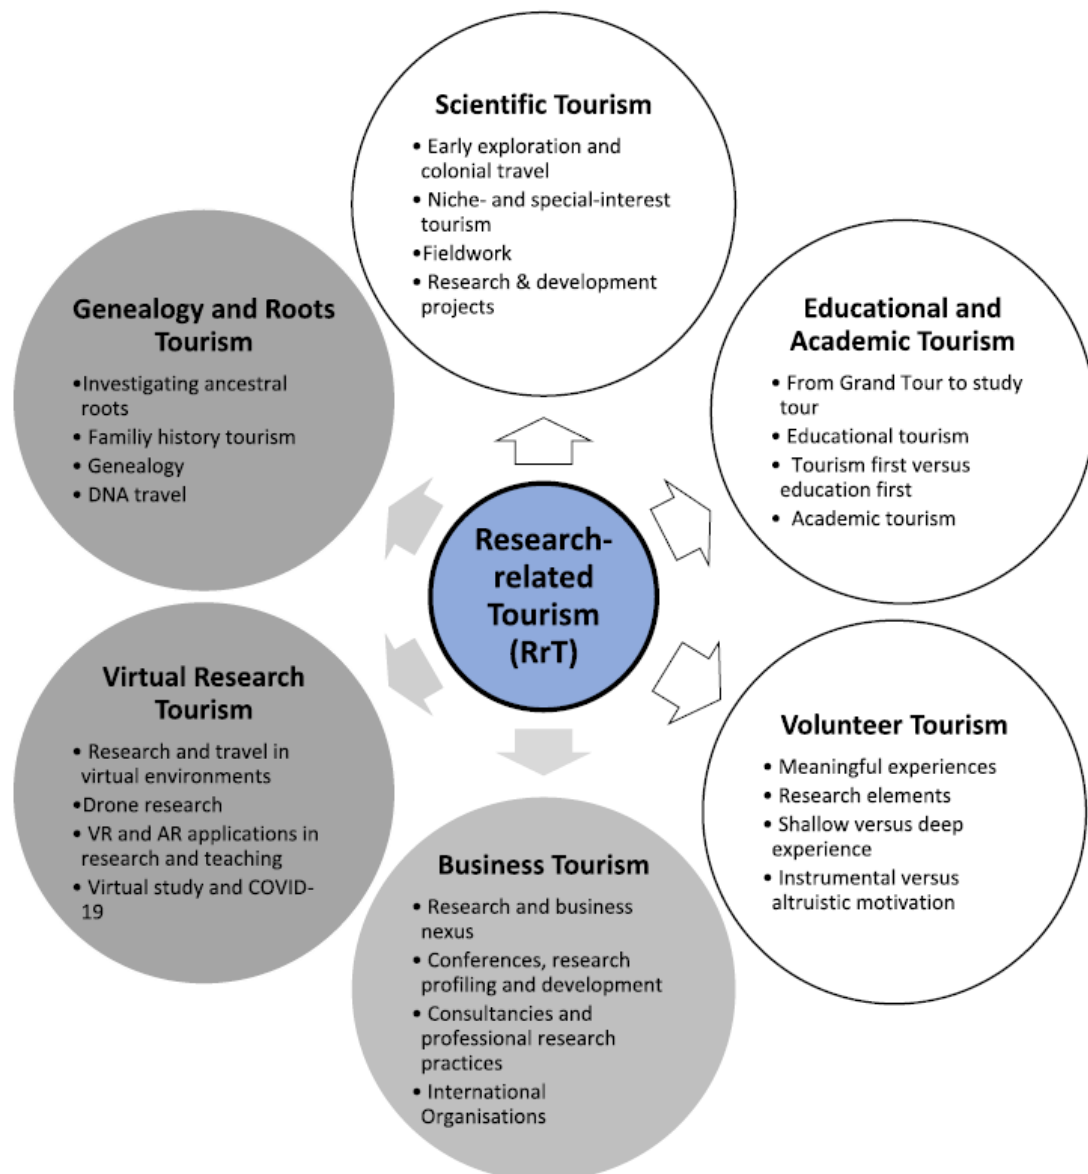 Scientific Tourism
• Early exploration and
colonial travel
• Niche- and special-interest
tourism
•Fieldwork
• Research & development
projects
Educational and
Academic Tourism
• From Grand Tour to study
tour
• Educational tourism
• Tourism first versus
education first
• Academic tourism
Volunteer Tourism
• Meaningful experiences
• Research elements
• Shallow versus deep
experience
• Instrumental versus
altruistic motivation
Business Tourism
• Research and business
nexus
• Conferences, research
profiling and development
• Consultancies and
professional research
practices
• International
Organisations
Virtual Research
Tourism
• Research and travel in
virtual environments
•Drone research
• VR and AR applications in
research and teaching
• Virtual study and COVID-
19
Genealogy and Roots
Tourism
•Investigating ancestral
roots
• Familiy history tourism
• Genealogy
• DNA travel
Research-
related
Tourism
(RrT)